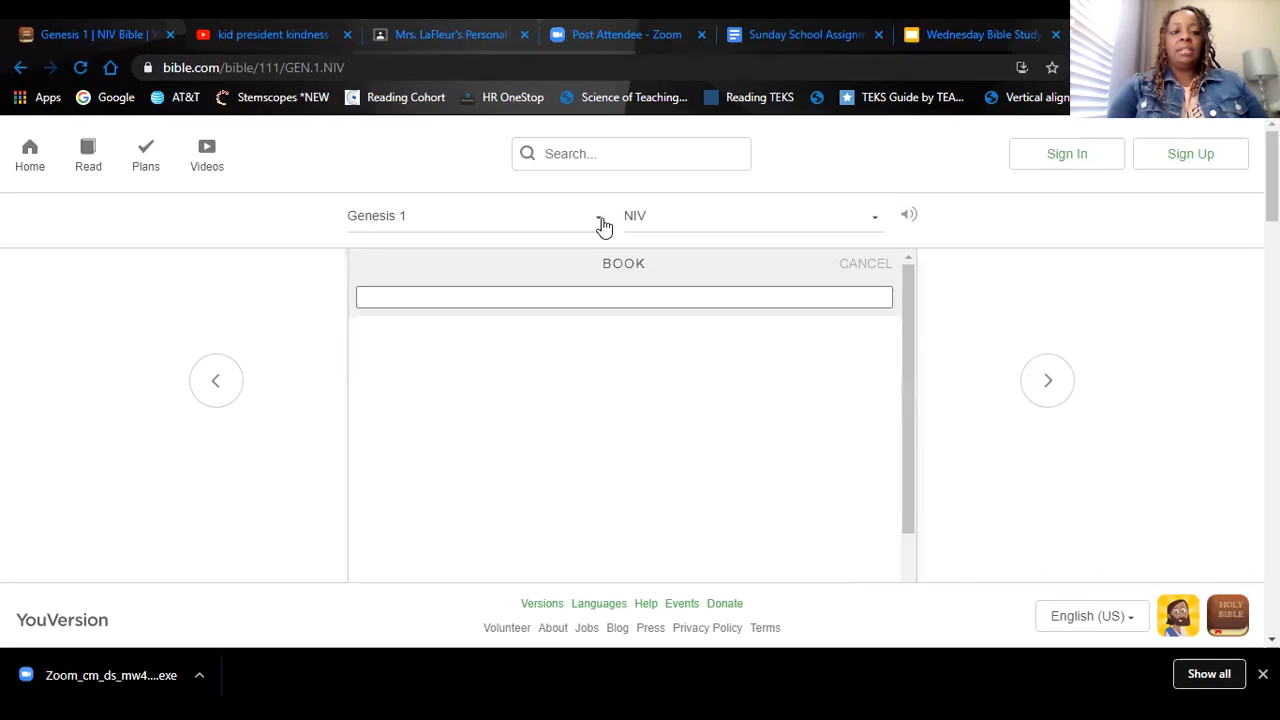 Genesis 1 | NIV Bible |
kid president kindness
Mrs. LaFleur's Personal
Post Attendee - Zoom
Sunday School Assignm
Wednesday Bible Study
bible.com/bible/111/GEN.1.NIV
Apps
Google
AT&T
Stemscopes *NEW
Reading Cohort
HR OneStop
Science of Teaching...
Reading TEKS
TEKS Guide by TEA...
Vertical align
Home
Read
Plans
Videos
Search...
Sign In
Sign Up
Genesis 1
NIV
BOOK
CANCEL
YouVersion
Versions Languages Help Events Donate
Volunteer About Jobs Blog Press Privacy Policy Terms
English (US)
HOLY
BIBLE
Zoom_cm_ds_mw4....exe
Show all